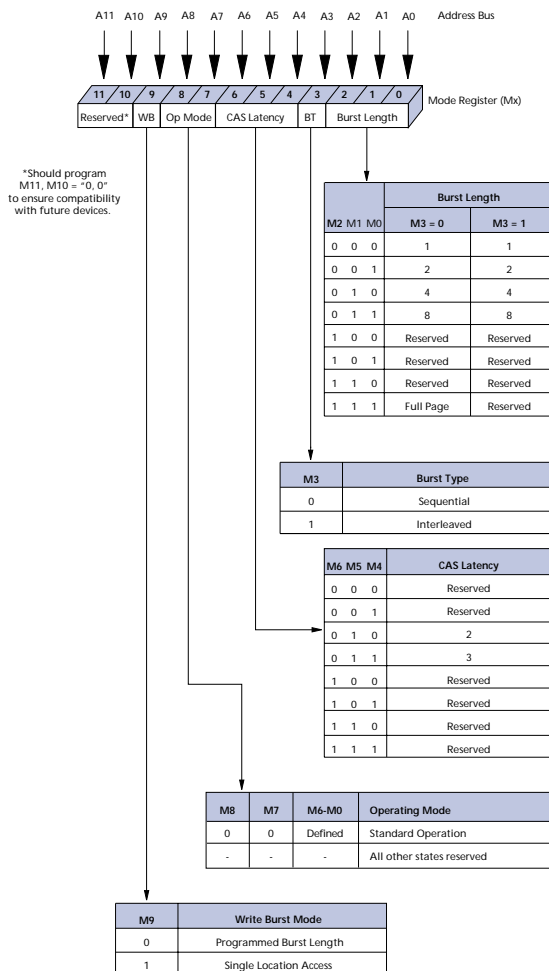 A11 A10 A9 A8 A7 A6 A5 A4 A3 A2 A1 A0 Address Bus
11 10 9 8 7 6 5 4 3 2 1 0
Mode Register (Mx)
Reserved* WB Op Mode CAS Latency BT Burst Length
*Should program
M11, M10 = "0, 0"
to ensure compatibility
with future devices.
Burst Length
M2 M1 M0 M3 = 0 M3 = 1
0 0 0 1 1
0 0 1 2 2
0 1 0 4 4
0 1 1 8 8
1 0 0 Reserved Reserved
1 0 1 Reserved Reserved
1 1 0 Reserved Reserved
1 1 1 Full Page Reserved
M3 Burst Type
0 Sequential
1 Interleaved
M6 M5 M4 CAS Latency
0 0 0 Reserved
0 0 1 Reserved
0 1 0 2
0 1 1 3
1 0 0 Reserved
1 0 1 Reserved
1 1 0 Reserved
1 1 1 Reserved
M8 M7 M6-M0 Operating Mode
0 0 Defined Standard Operation
- - - All other states reserved
M9 Write Burst Mode
0 Programmed Burst Length
1 Single Location Access